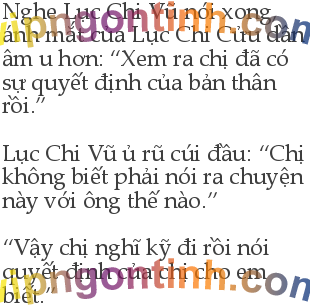 Nghe Lục Chi Vũ nói xong,
ánh mắt của Lục Chi Cửu dần
âm u hơn: “Xem ra chị đã có
sự quyết định của bản thân
rồi.”
Lục Chi Vũ ủ rũ cúi đầu: “Chị
không biết phải nói ra chuyện
này với ông thế nào.”
“Vậy chị nghĩ kỹ đi rồi nói
quyết định của chị cho em
biết.”